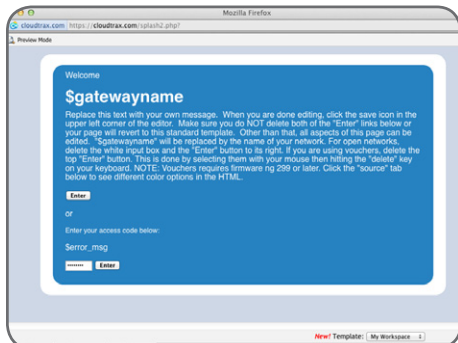 Mozilla Firefox
cloudtrax.com https://cloudtrax.com/splash2.php?
Preview Mode
Welcome
$gatewayname
Replace this text with your own message. When you are done editing, click the save icon in the
upper left corner of the editor. Make sure you do NOT delete both of the "Enter" links below or
your page will revert to this standard template. Other than that, all aspects of this page can be
edited. "$gatewayname" will be replaced by the name of your network. For open networks,
delete the white input box and the "Enter" button to its right. If you are using vouchers, delete the
top "Enter" button. This is done by selecting them with your mouse then hitting the "delete" key
on your keyboard. NOTE: Vouchers requires firmware ng 299 or later. Click the "source" tab
below to see different color options in the HTML.
Enter
or
Enter your access code below:
$error_msg
•••••••• Enter
New! Template: My Workspace